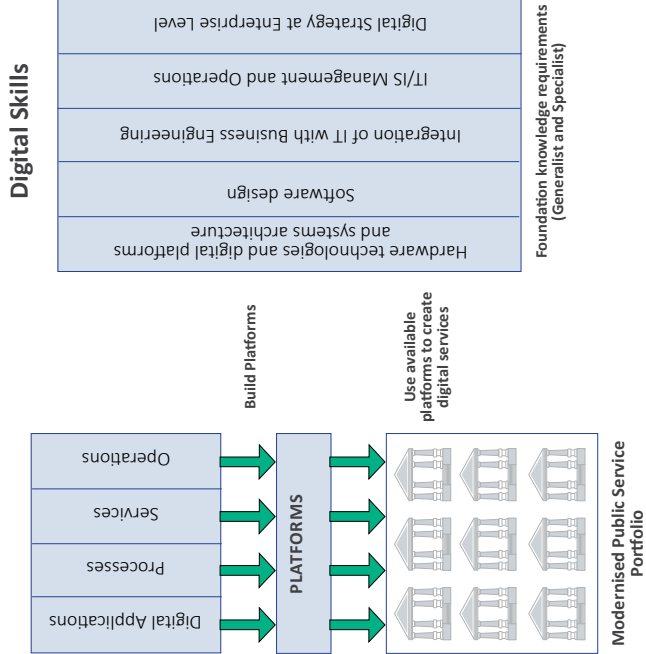 Digital Skills
Digital Strategy at Enterprise Level
IT/IS Management and Operations
Integration of IT with Business Engineering
Software design
Hardware technologies and digital platforms
and systems architecture
Foundation knowledge requirements
(Generalist and Specialist)
Digital Applications
Processes
Services
Operations
Build Platforms
PLATFORMS
Use available
platforms to create
digital services
Modernised Public Service
Portfolio